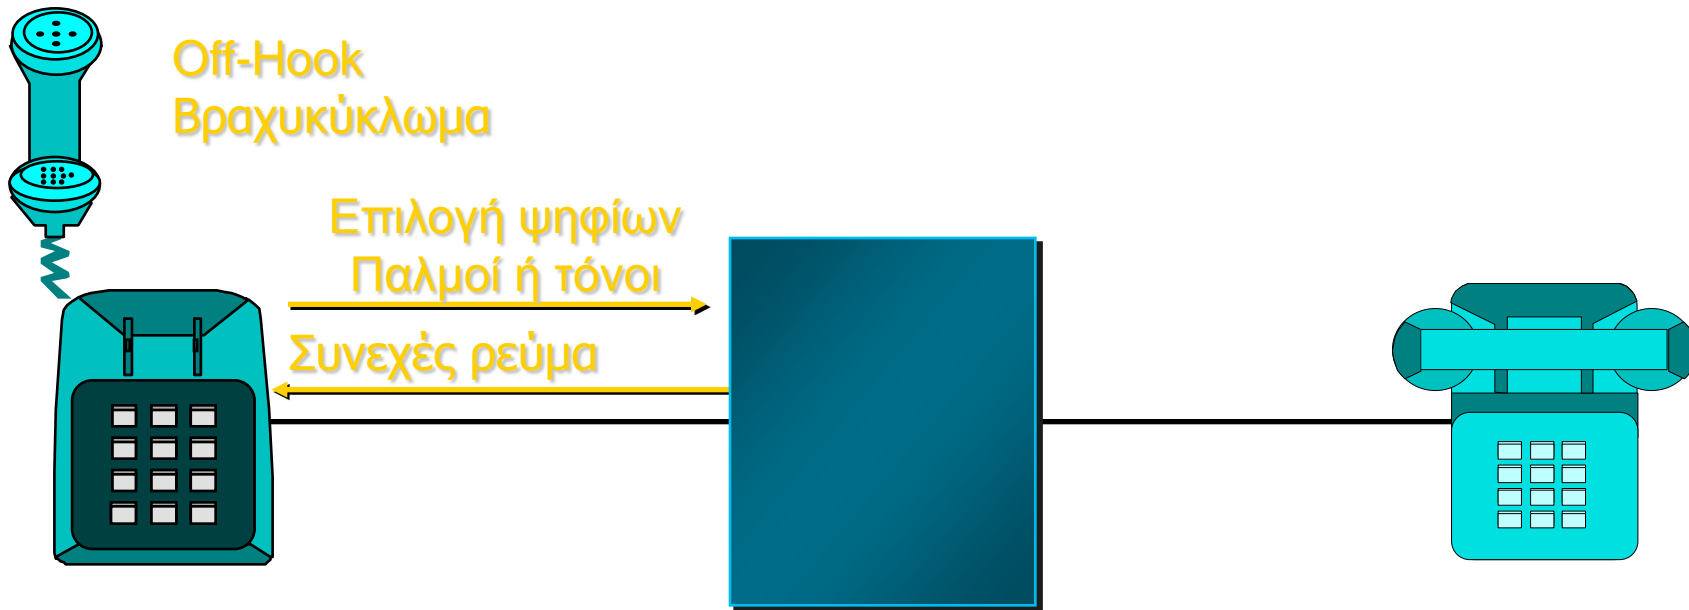 Off-Hook
Βραχυκύκλωμα
Επιλογή ψηφίων
Παλμοί ή τόνοι
Συνεχές ρεύμα